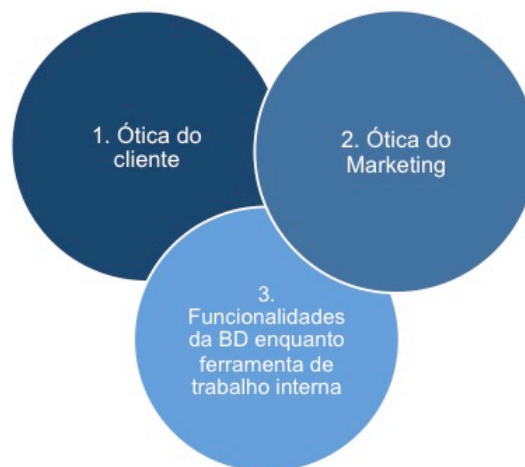 1. Ótica do
cliente
2. Ótica do
Marketing
3.
Funcionalidades
da BD enquanto
ferramenta de
trabalho interna